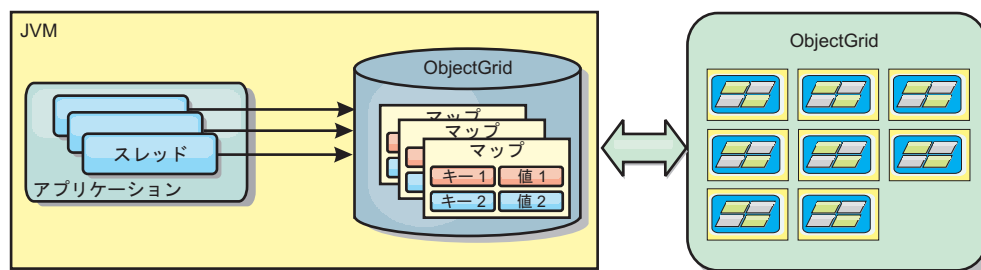 JVM
ObjectGrid
マップ
マップ
マップ
キー 1 値 1
キー 2 値 2
スレッド
アプリケーション
ObjectGrid